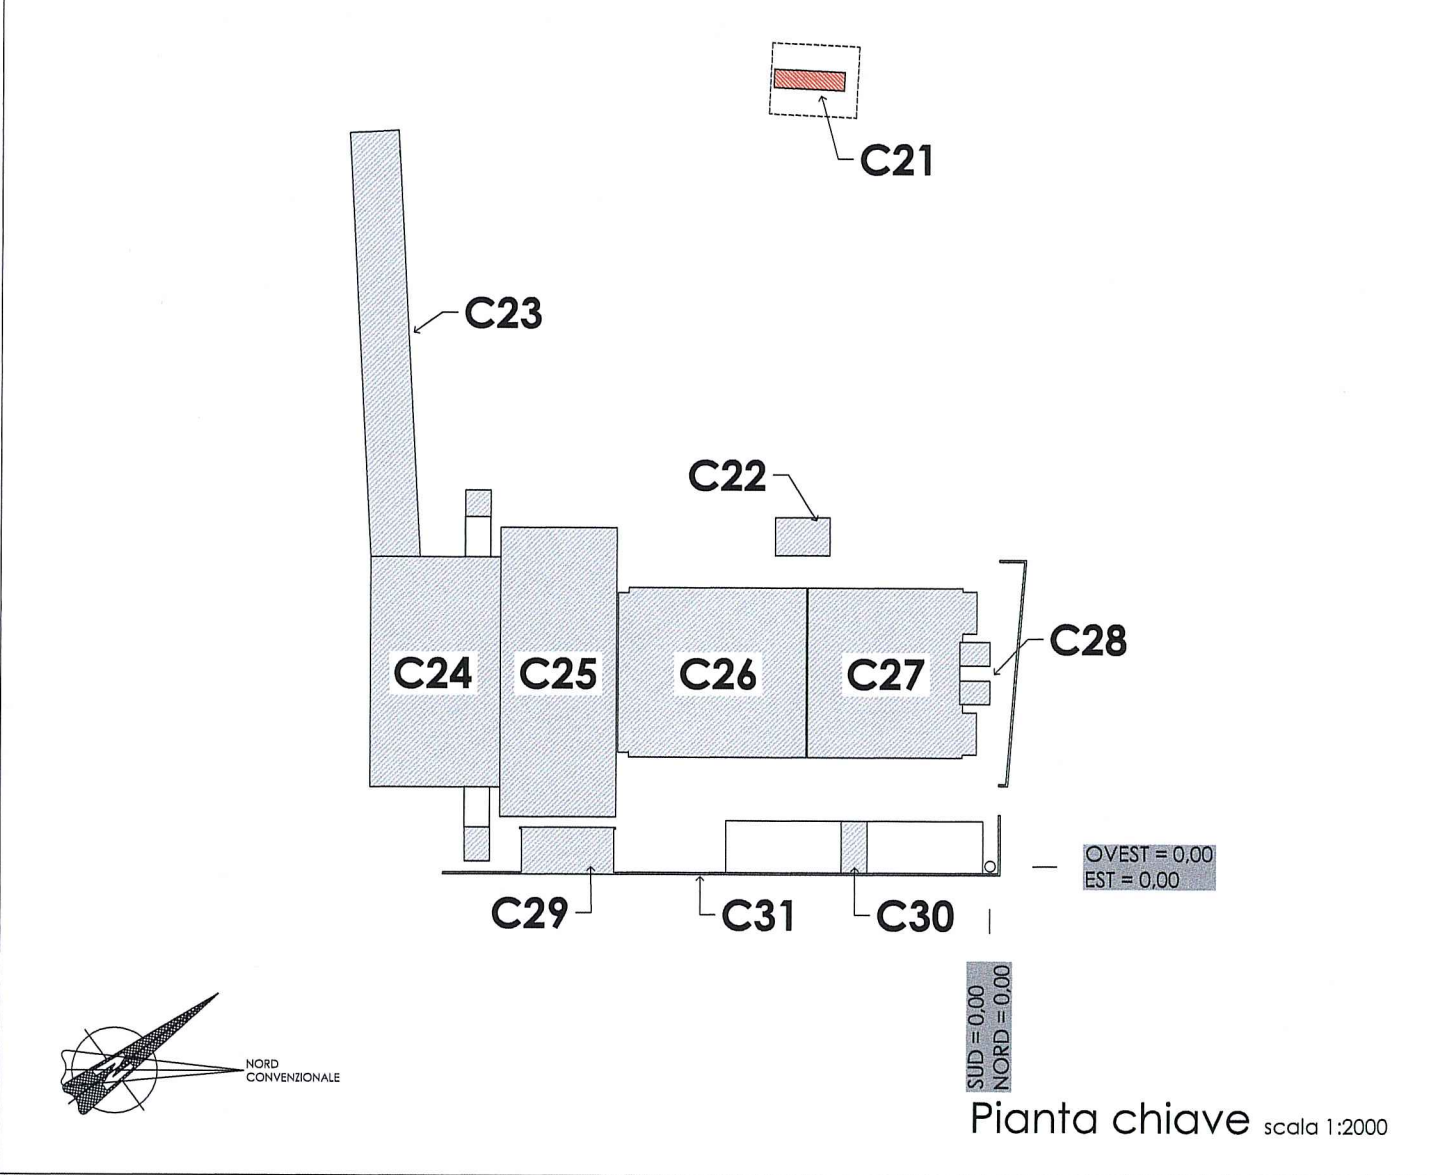 C21
C23
C22
C28
C24
C25
C26
C27
OVEST = 0,00
EST = 0,00
C29
C31
C30
SUD = 0,00
NORD = 0,00
NORD
CONVENZIONALE
Pianta chiave scala 1:2000